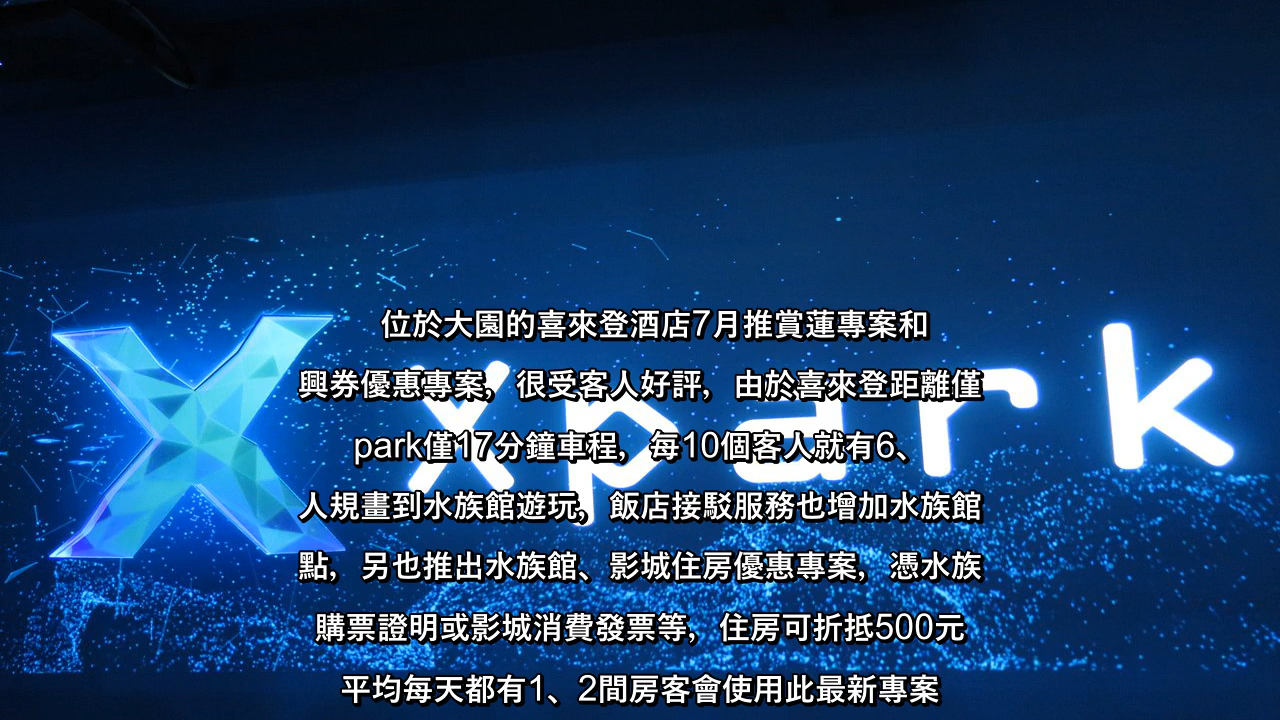 位於大園的喜來登酒店7月推賞蓮專案和
興券優惠專案，很受客人好評，由於喜來登距離僅
park僅17分鐘車程，每10個客人就有6、
人規畫到水族館遊玩，飯店接駁服務也增加水族館
點，另也推出水族館、影城住房優惠專案，憑水族
購票證明或影城消費發票等，住房可折抵500元
平均每天都有1、2間房客會使用此最新專案
X xpark